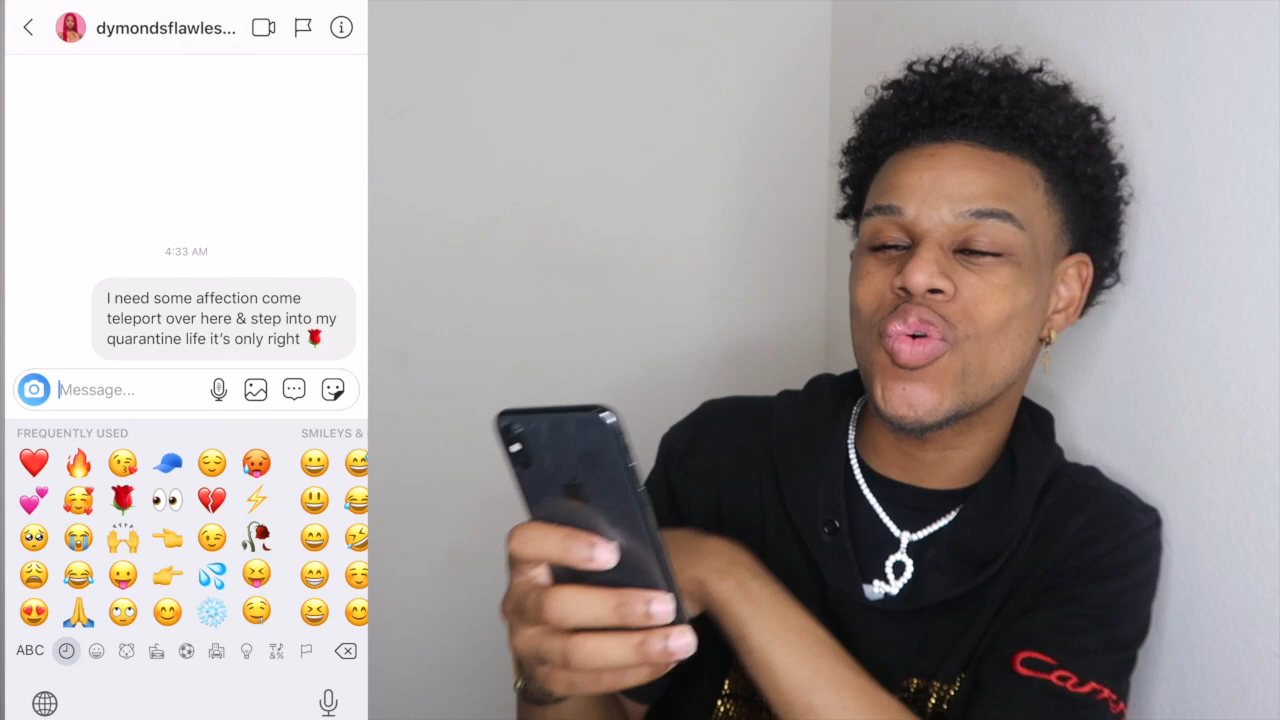 dymondsflawles...
4:33 AM
I need some affection come
teleport over here & step into my
quarantine life it's only right 🌹
Message...
FREQUENTLY USED
SMILEYS &
ABC